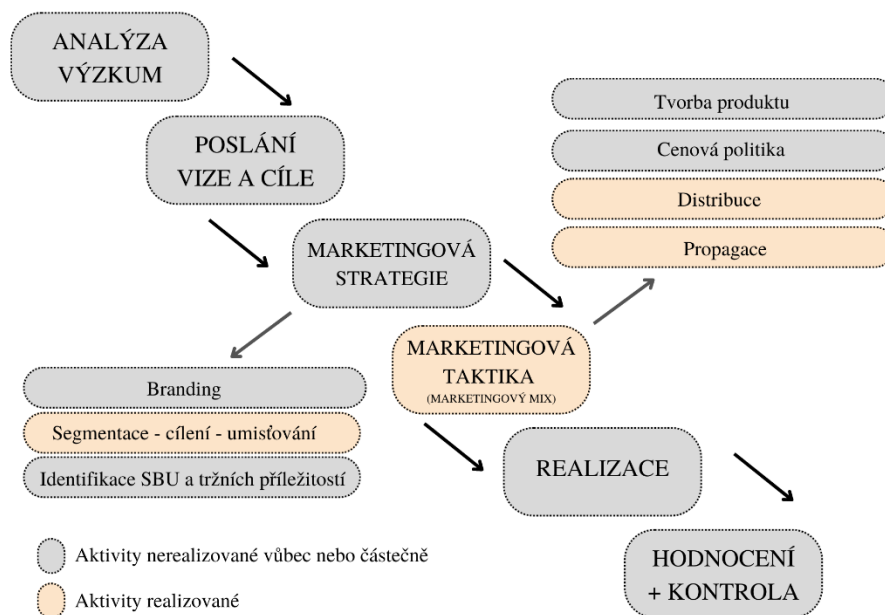 ANALÝZA
VÝZKUM
POSLÁNÍ
VIZE A CÍLE
MARKETINGOVÁ
STRATEGIE
Branding
Segmentace - cílení - umisťování
Identifikace SBU a tržních příležitostí
MARKETINGOVÁ
TAKTIKA
(MARKETINGOVÝ MIX)
Tvorba produktu
Cenová politika
Distribuce
Propagace
REALIZACE
HODNOCENÍ
+ KONTROLA
Aktivity nerealizované vůbec nebo částečně
Aktivity realizované